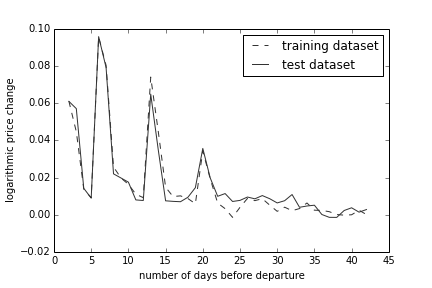 0.10
training dataset
test dataset
0.08
0.06
0.04
0.02
0.00
−0.02
logarithmic price change
0 5 10 15 20 25 30 35 40 45
number of days before departure